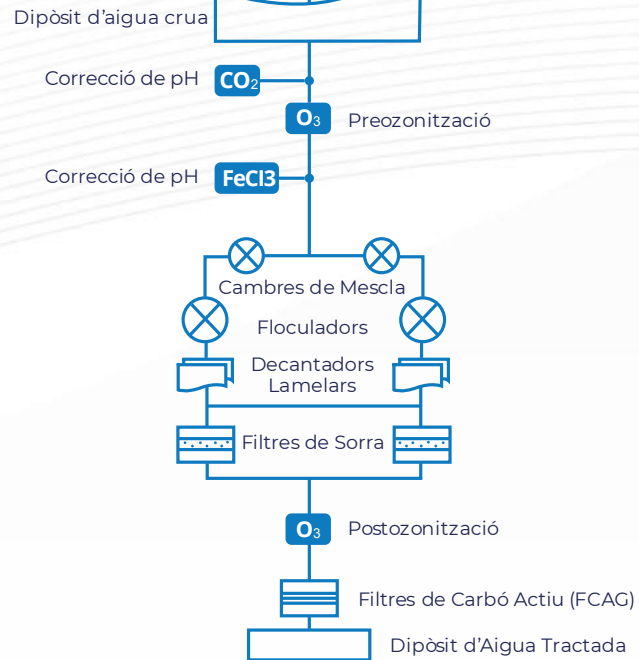 Dipòsit d'aigua crua
Correcció de pH CO₂
O₃ Preozonització
Correcció de pH FeCl3
Cambres de Mescla
Floculadors
Decantadors
Lamelars
Filtres de Sorra
O₃ Postozonització
Filtres de Carbó Actiu (FCAG)
Dipòsit d'Aigua Tractada